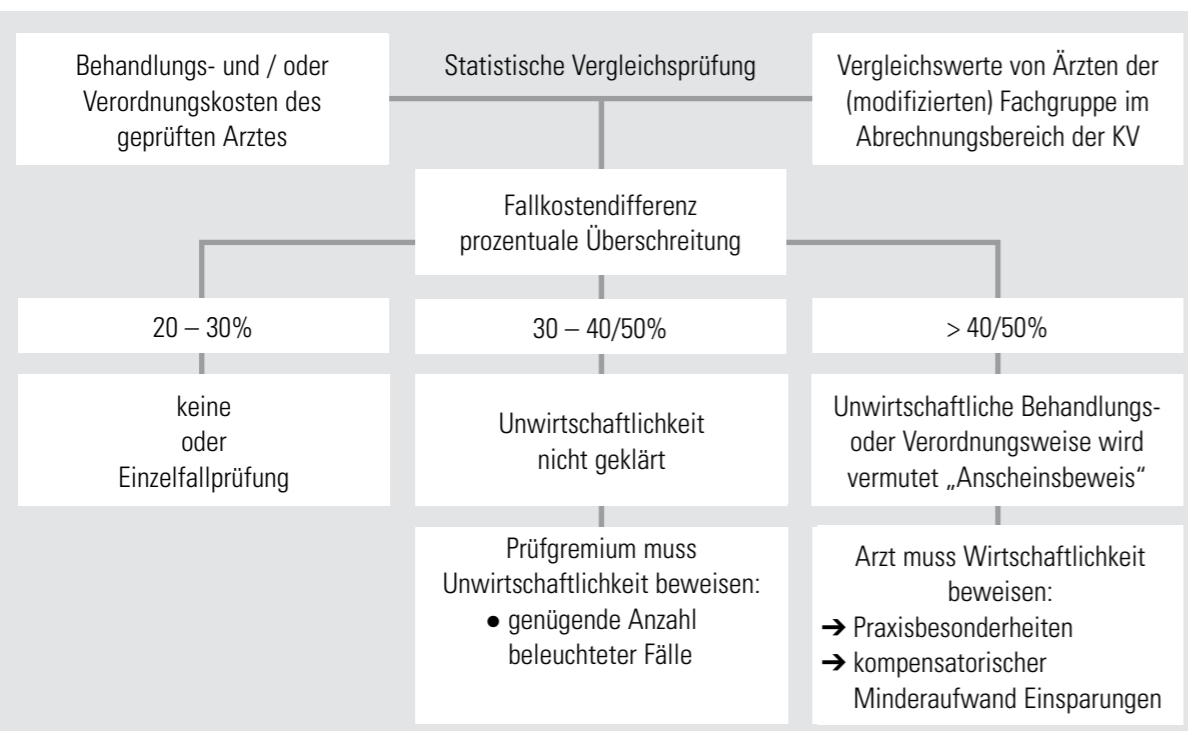 Behandlungs- und / oder
Verordnungskosten des
geprüften Arztes
Statistische Vergleichsprüfung
Vergleichswerte von Ärzten der
(modifizierten) Fachgruppe im
Abrechnungsbereich der KV
Fallkostendifferenz
prozentuale Überschreitung
20 – 30%
30 – 40/50%
> 40/50%
keine
oder
Einzelfallprüfung
Unwirtschaftlichkeit
nicht geklärt
Unwirtschaftliche Behandlungs-
oder Verordnungsweise wird
vermutet „Anscheinsbeweis"
Prüfgremium muss
Unwirtschaftlichkeit beweisen:
● genügende Anzahl
beleuchteter Fälle
Arzt muss Wirtschaftlichkeit
beweisen:
➔ Praxisbesonderheiten
➔ kompensatorischer
Minderaufwand Einsparungen